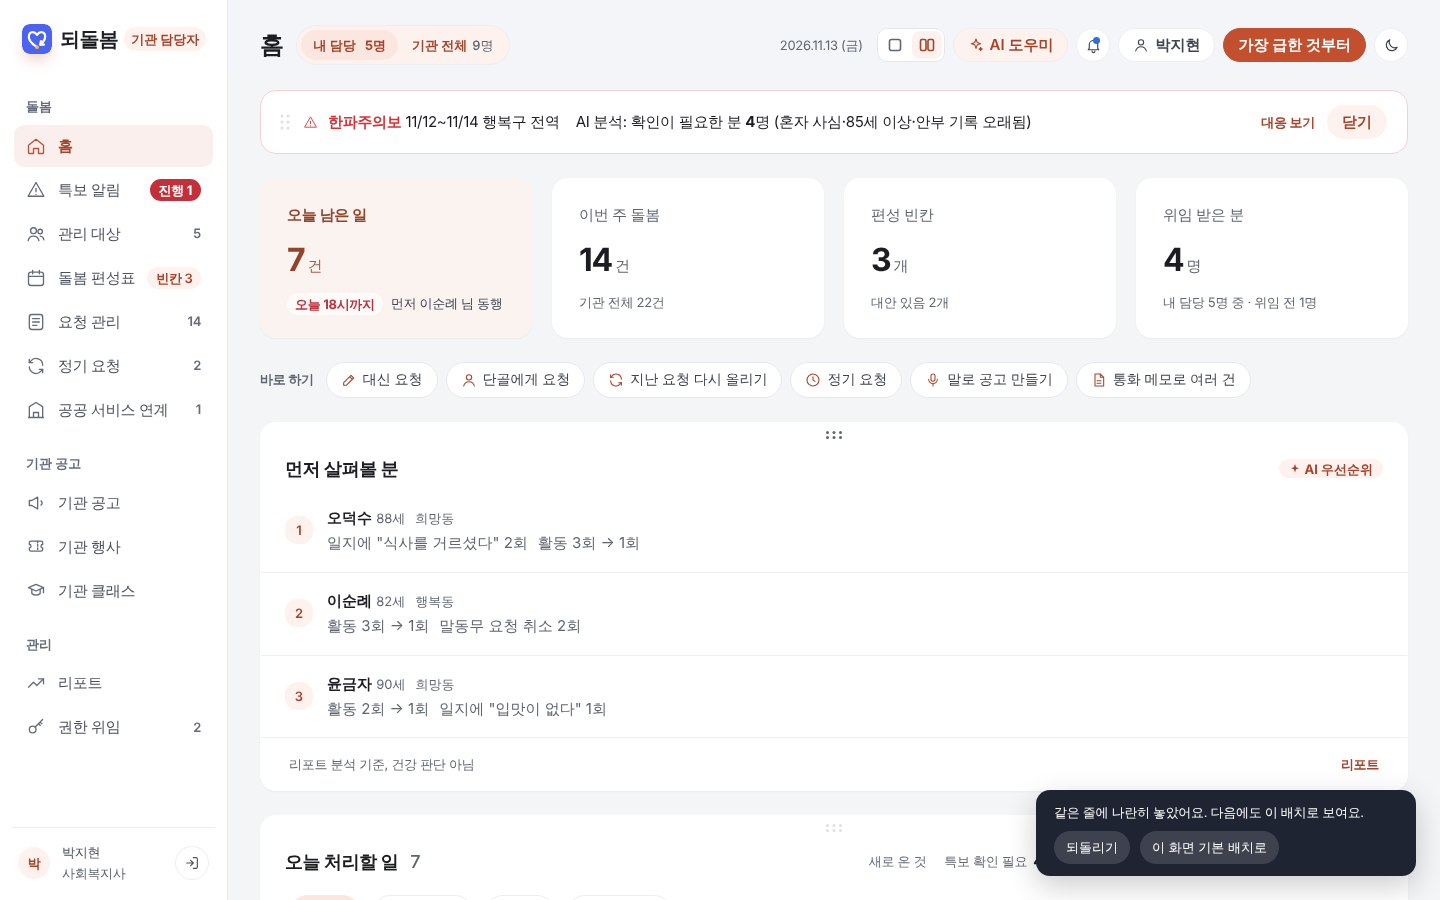 되돌봄 기관 담당자
돌봄
홈
특보 알림 진행 1
관리 대상 5
돌봄 편성표 빈칸 3
요청 관리 14
정기 요청 2
공공 서비스 연계 1
기관 공고
기관 공고
기관 행사
기관 클래스
관리
리포트
권한 위임 2
박 박지현
사회복지사
홈 내 담당 5명 기관 전체 9명 2026.11.13 (금) AI 도우미 박지현 가장 급한 것부터
한파주의보 11/12~11/14 행복구 전역 AI 분석: 확인이 필요한 분 4명 (혼자 사심·85세 이상·안부 기록 오래됨) 대응 보기 닫기
오늘 남은 일
7 건
오늘 18시까지 먼저 이순례 님 동행
이번 주 돌봄
14 건
기관 전체 22건
편성 빈칸
3 개
대안 있음 2개
위임 받은 분
4 명
내 담당 5명 중 · 위임 전 1명
바로 하기 대신 요청 단골에게 요청 지난 요청 다시 올리기 정기 요청 말로 공고 만들기 통화 메모로 여러 건
먼저 살펴볼 분 AI 우선순위
1 오덕수 88세 희망동
일지에 "식사를 거르셨다" 2회 활동 3회 → 1회
2 이순례 82세 행복동
활동 3회 → 1회 말동무 요청 취소 2회
3 윤금자 90세 희망동
활동 2회 → 1회 일지에 "입맛이 없다" 1회
리포트 분석 기준, 건강 판단 아님 리포트
오늘 처리할 일 7 새로 온 것 특보 확인 필요
같은 줄에 나란히 놓았어요. 다음에도 이 배치로 보여요.
되돌리기 이 화면 기본 배치로